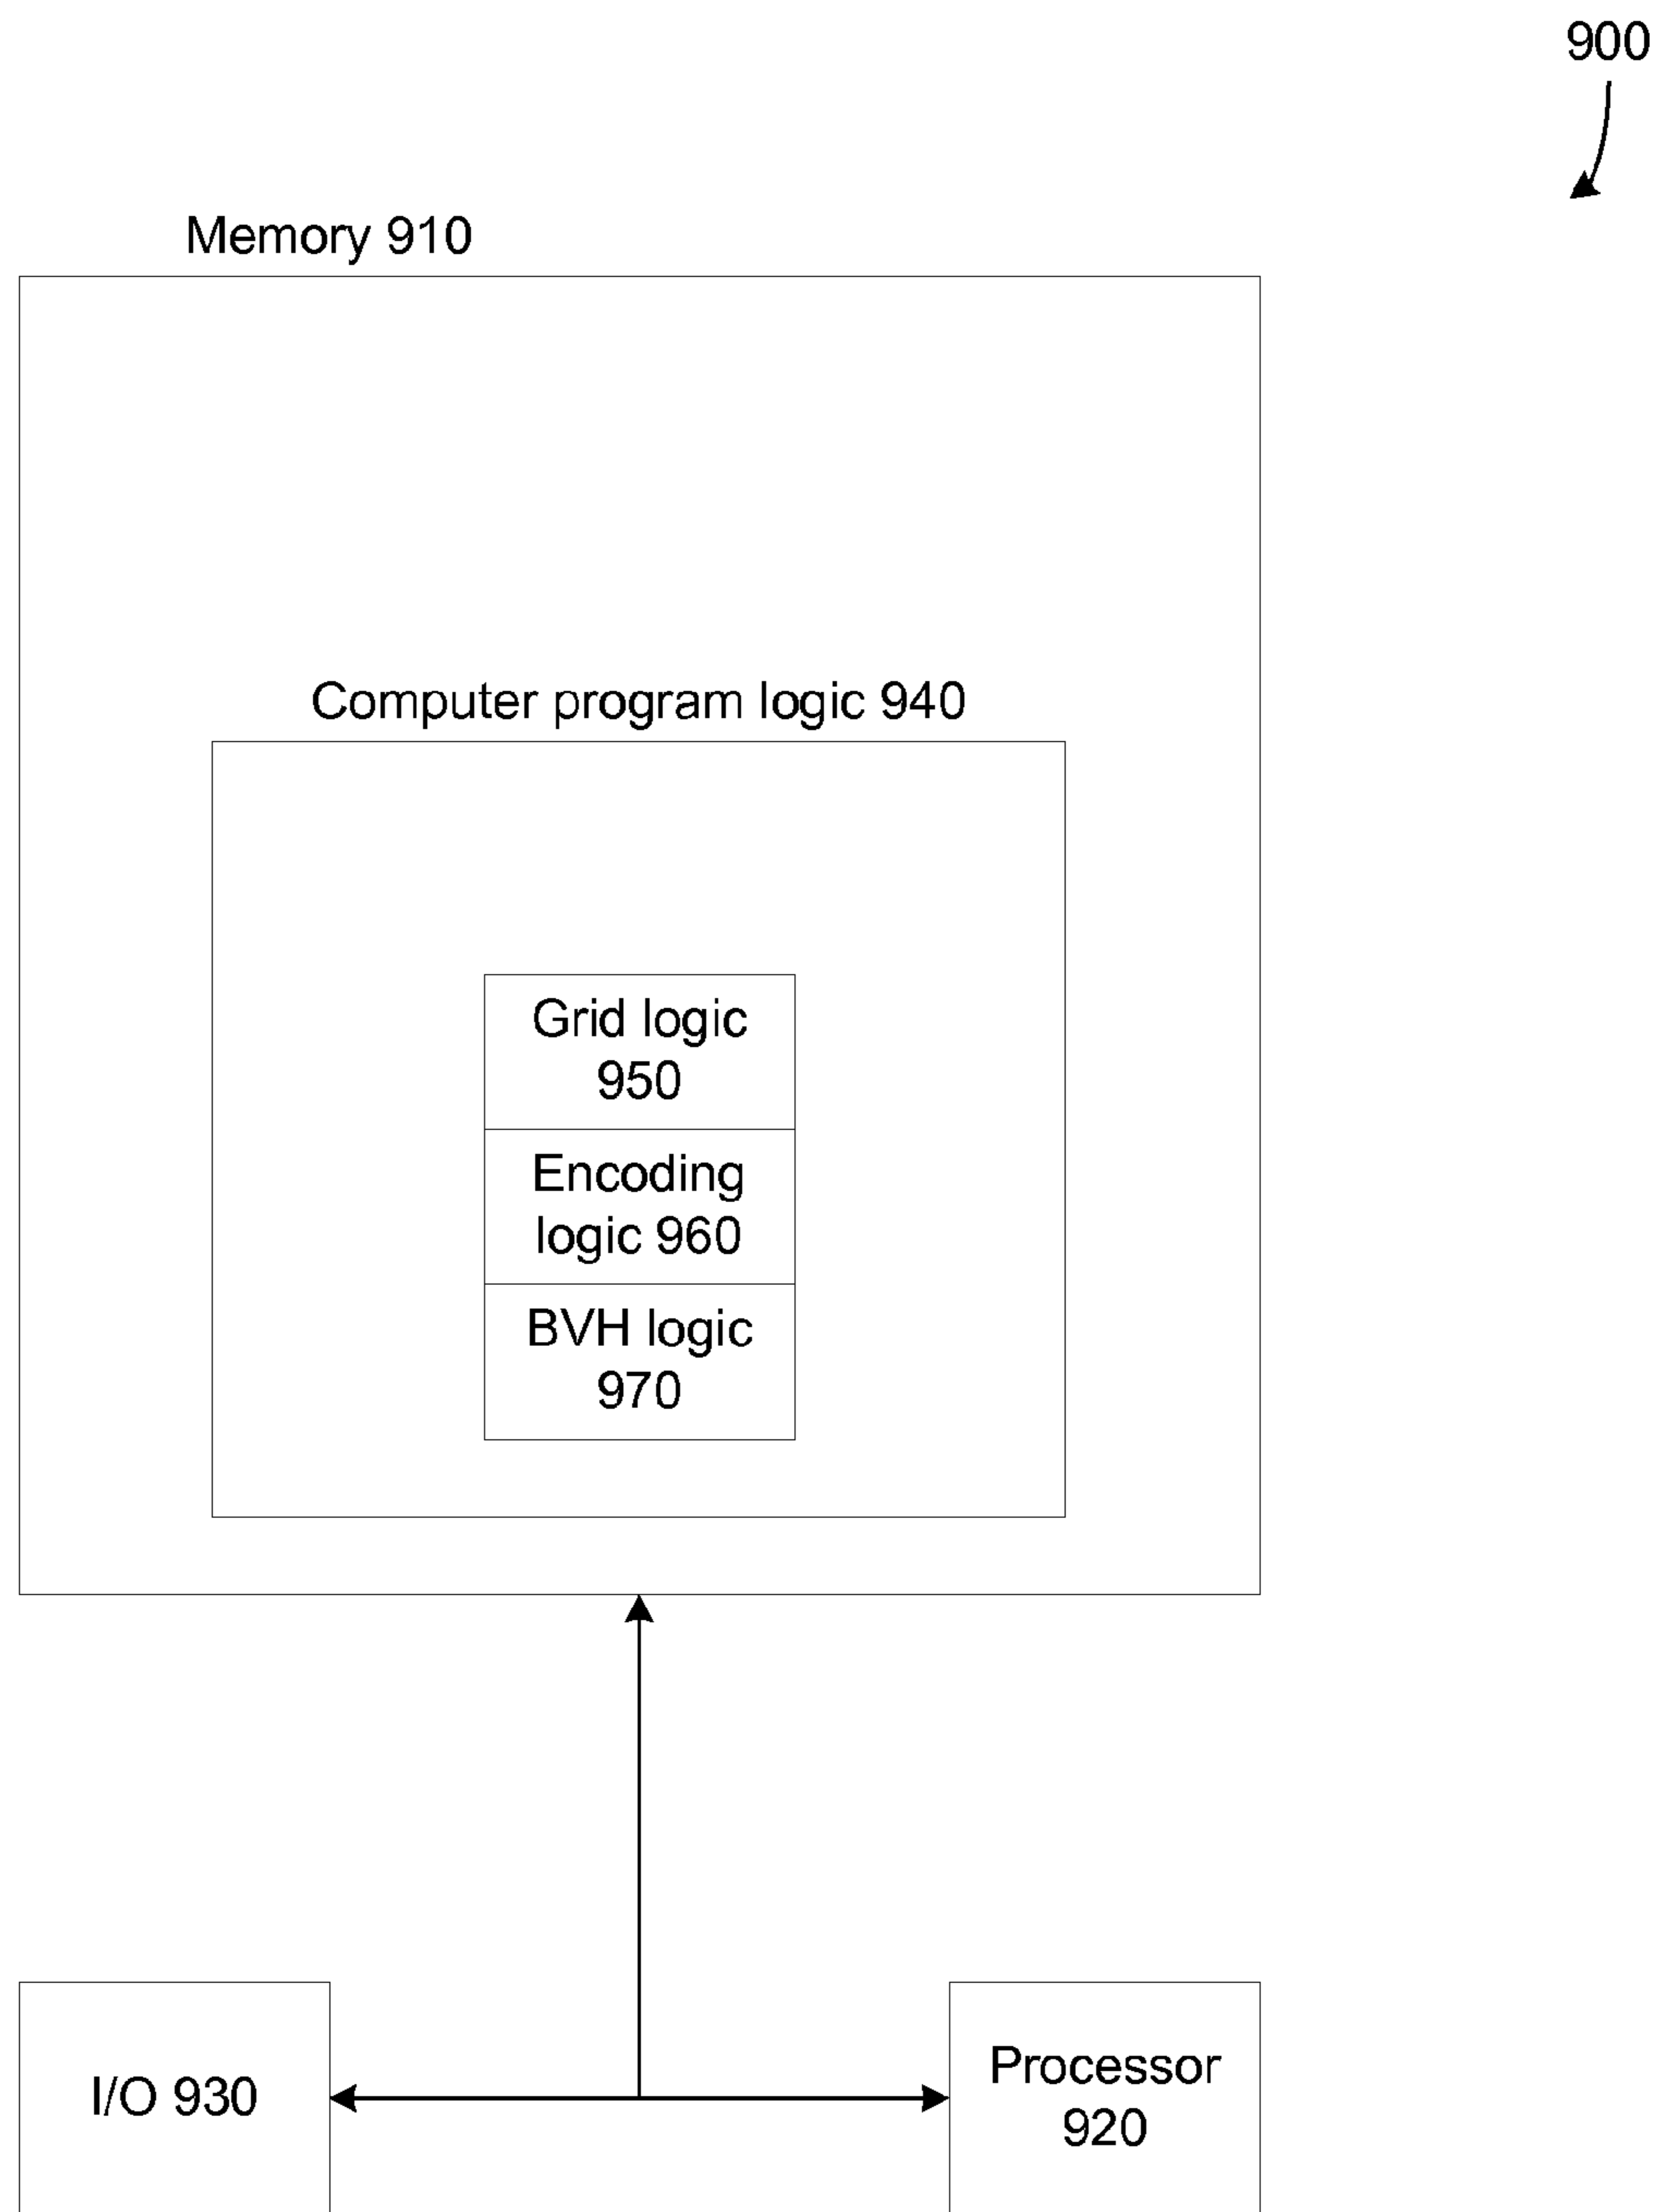 900
Memory 910
Computer program logic 940
Grid logic
950
Encoding
logic 960
BVH logic
970
I/O 930
Processor
920